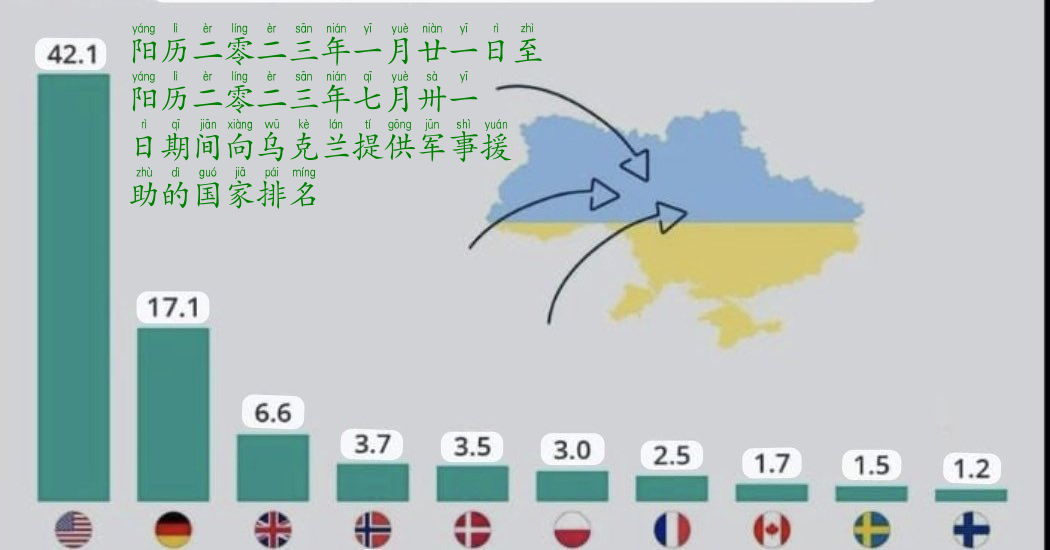 yáng lì èr líng èr sān nián yī yuè niàn yī rì zhì
阳历二零二三年一月廿一日至
yáng lì èr líng èr sān nián qī yuè sà yī
阳历二零二三年七月卅一
rì qī jiān xiàng wū kè lán tí gōng jūn shì yuán
日期间向乌克兰提供军事援
zhù dì guó jiā pái míng
助的国家排名
42.1
17.1
6.6
3.7
3.5
3.0
2.5
1.7
1.5
1.2